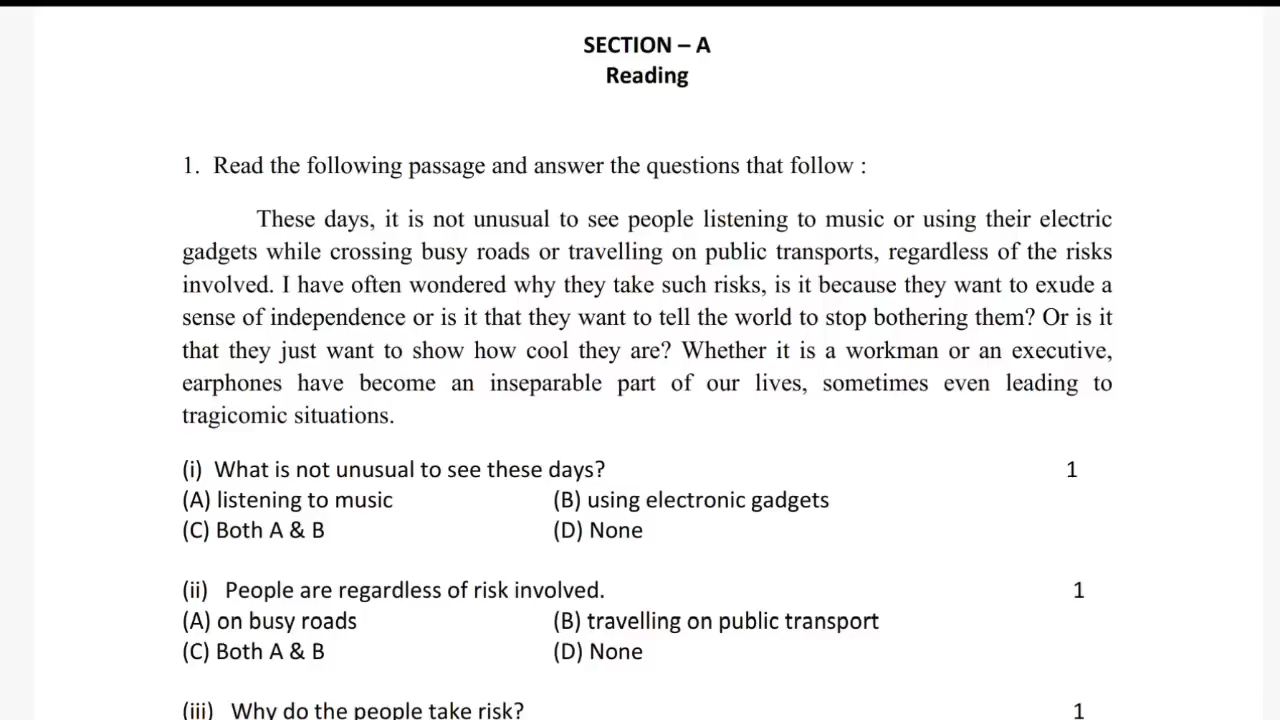 SECTION – A
Reading
1. Read the following passage and answer the questions that follow :
These days, it is not unusual to see people listening to music or using their electric
gadgets while crossing busy roads or travelling on public transports, regardless of the risks
involved. I have often wondered why they take such risks, is it because they want to exude a
sense of independence or is it that they want to tell the world to stop bothering them? Or is it
that they just want to show how cool they are? Whether it is a workman or an executive,
earphones have become an inseparable part of our lives, sometimes even leading to
tragicomic situations.
(i) What is not unusual to see these days? 1
(A) listening to music (B) using electronic gadgets
(C) Both A & B (D) None
(ii) People are regardless of risk involved. 1
(A) on busy roads (B) travelling on public transport
(C) Both A & B (D) None
(iii) Why do the people take risk? 1